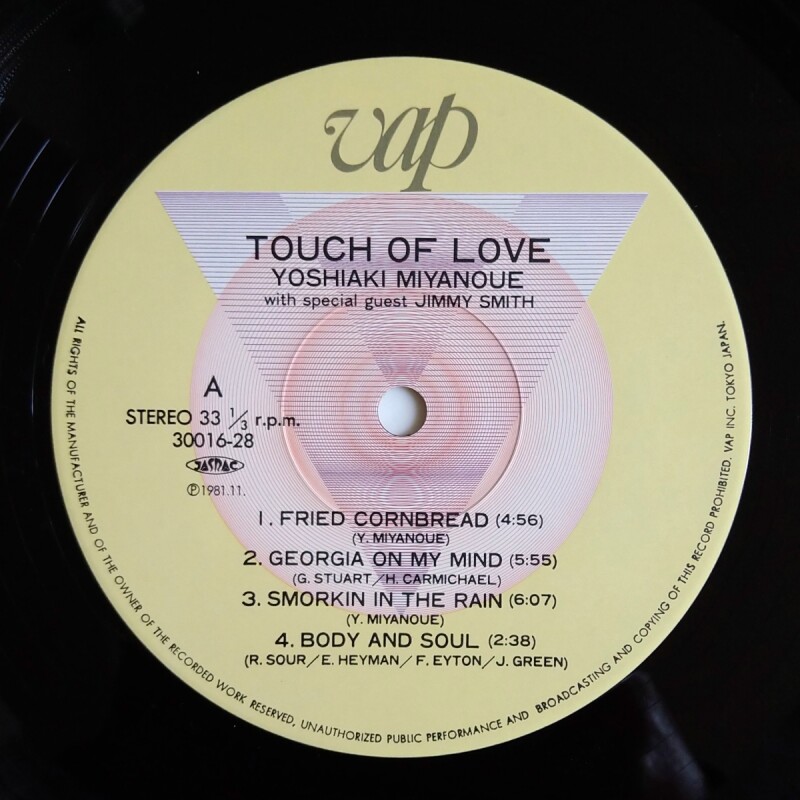 vap
TOUCH OF LOVE
YOSHIAKI MIYANOUE
with special guest JIMMY SMITH
A
STEREO 33 1/3 r.p.m.
30016-28
JASRAC
Ⓟ1981.11.
1. FRIED CORNBREAD (4:56)
(Y. MIYANOUE)
2. GEORGIA ON MY MIND (5:55)
(G. STUART/H. CARMICHAEL)
3. SMORKIN IN THE RAIN (6:07)
(Y. MIYANOUE)
4. BODY AND SOUL (2:38)
(R. SOUR/E. HEYMAN/F. EYTON/J. GREEN)
ALL RIGHTS OF THE MANUFACTURER AND OF THE OWNER OF THE RECORDED WORK RESERVED, UNAUTHORIZED PUBLIC PERFORMANCE AND BROADCASTING AND COPYING OF THIS RECORD PROHIBITED. VAP INC. TOKYO JAPAN.